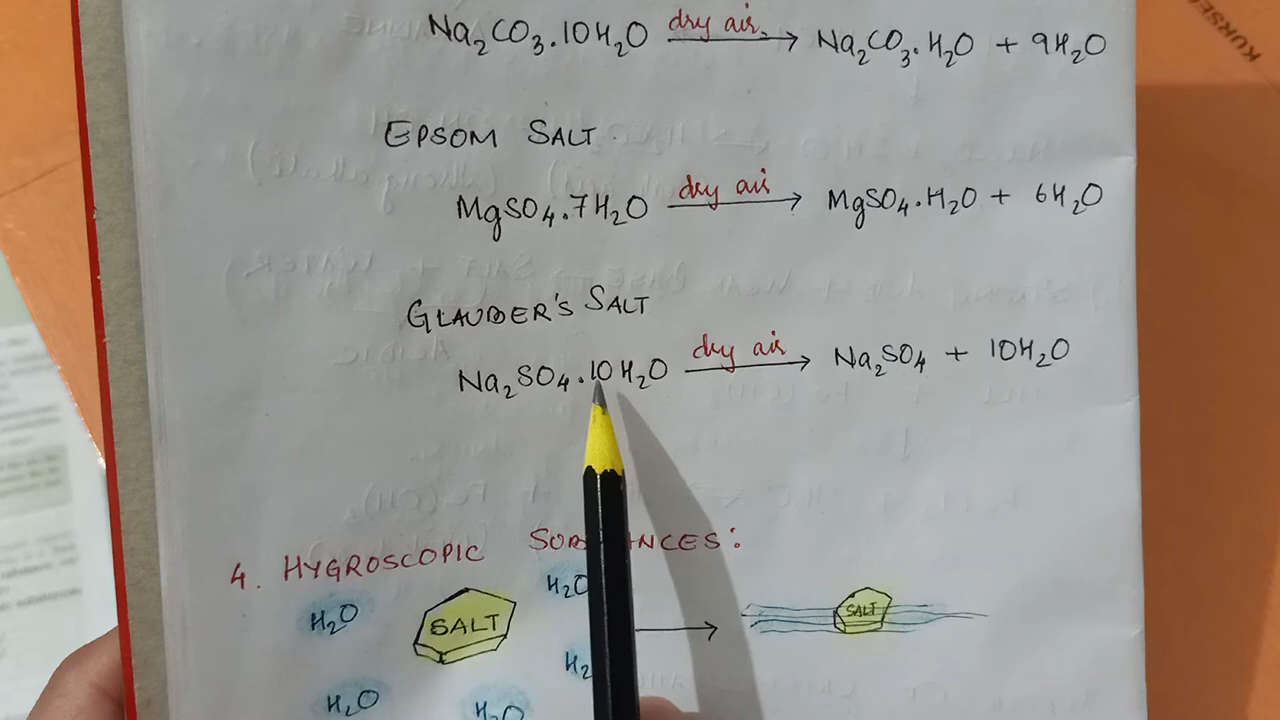 Na₂CO₃.10H₂O dry air → Na₂CO₃.H₂O + 9H₂O
EPSOM SALT
MgSO₄.7H₂O dry air → MgSO₄.H₂O + 6H₂O
GLAUBER'S SALT
Na₂SO₄.10H₂O dry air → Na₂SO₄ + 10H₂O
4. HYGROSCOPIC
H₂O SALT H₂O → SALT
H₂O H₂O
KURSE